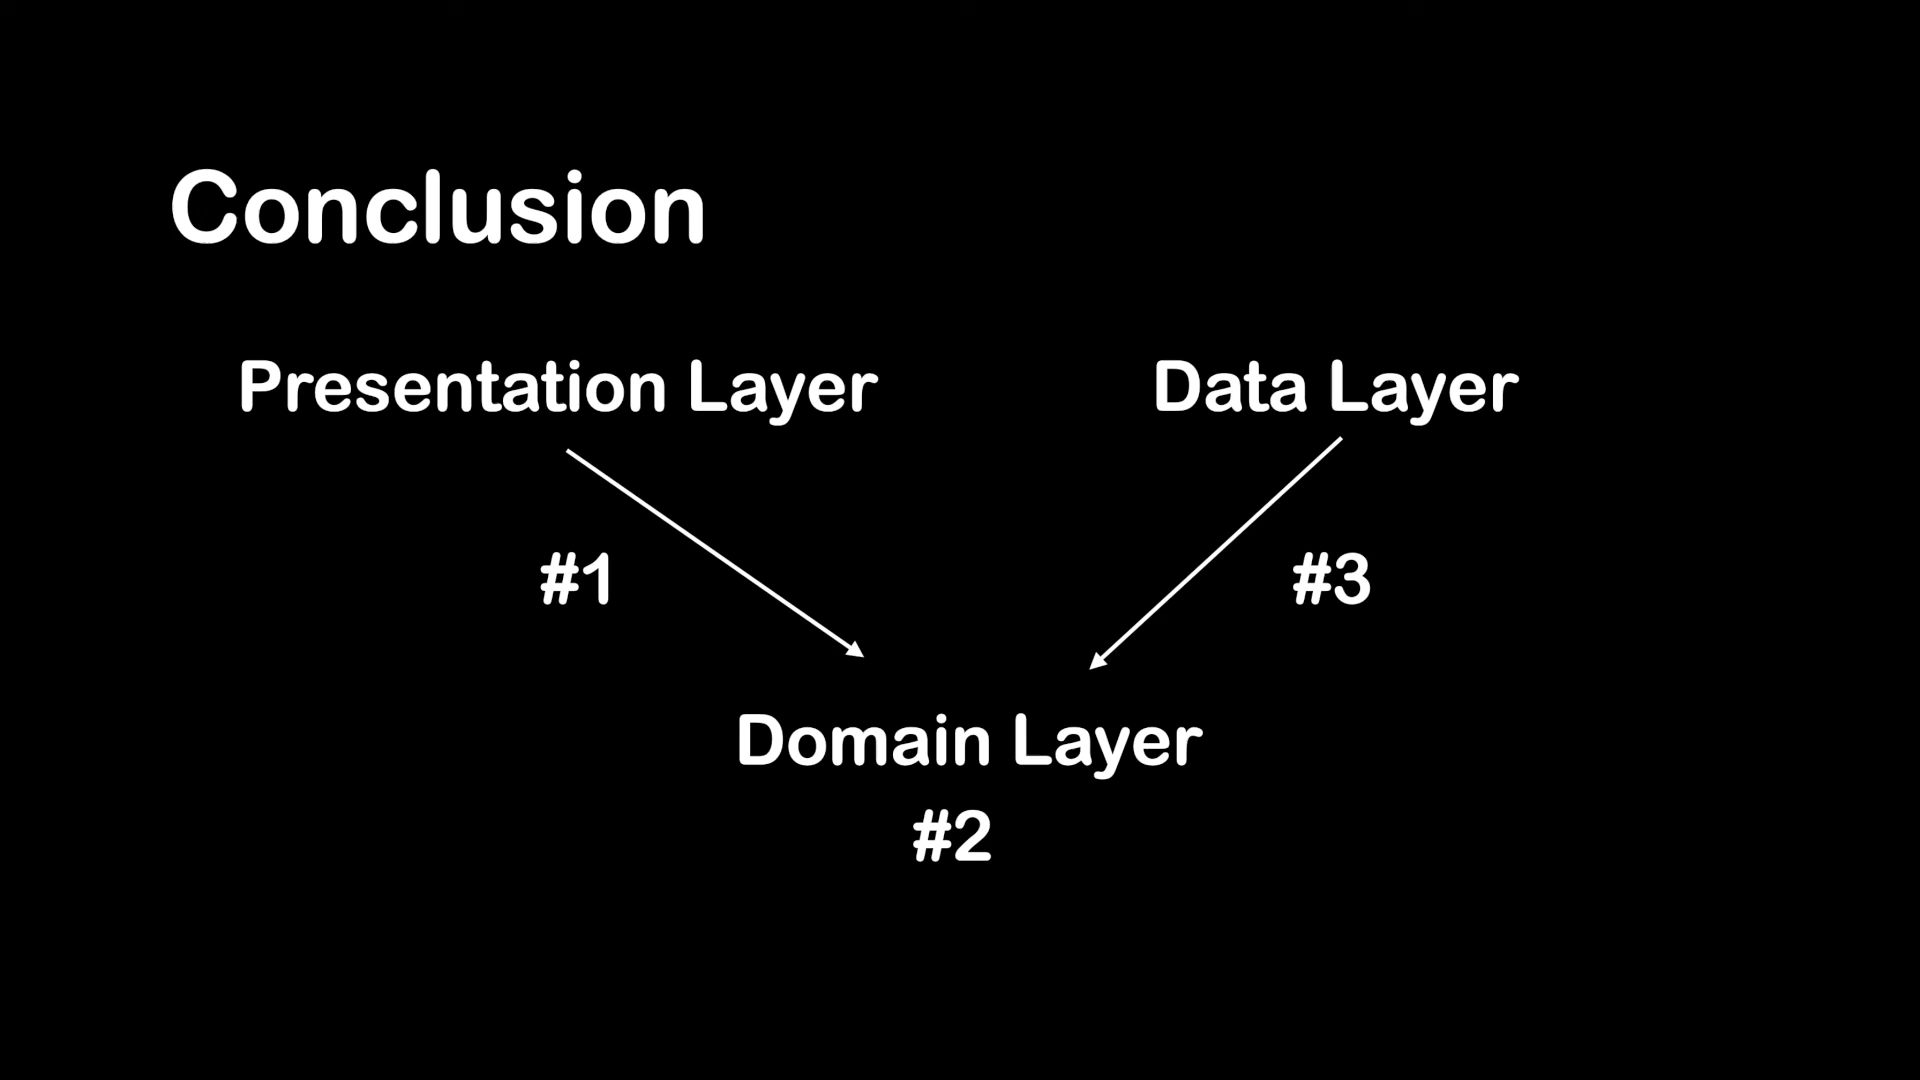 Conclusion
Presentation Layer
Data Layer
#1
#3
Domain Layer
#2